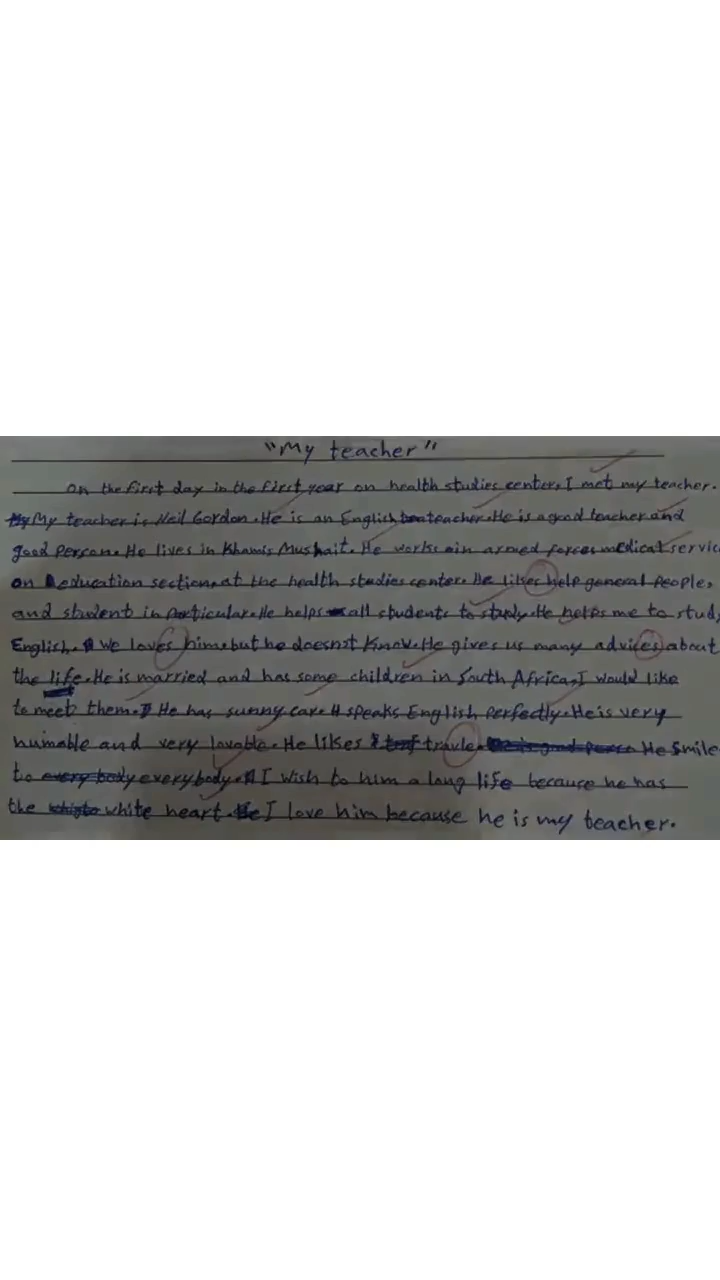 "My teacher"
On the first day in the first year on health studies center, I met my teacher.
My teacher is Neil Gordon. He is an English teacher. He is a good teacher and
good person. He lives in Khamis Mushait. He works in armed forces medical servic
on education section, at the health studies center. He likes help general people,
and student in particular. He helps all students to study. He helps me to stud
English. We loves him, but he doesnot know. He gives us many advices about
the life. He is married and has some children in South Africa, I would like
to meet them. He has sunny car. speaks English perfectly. He is very
humable and very lovable. He likes travle. He smile
to everybody. I wish to him a long life because he has
the white heart. I love him because he is my teacher.